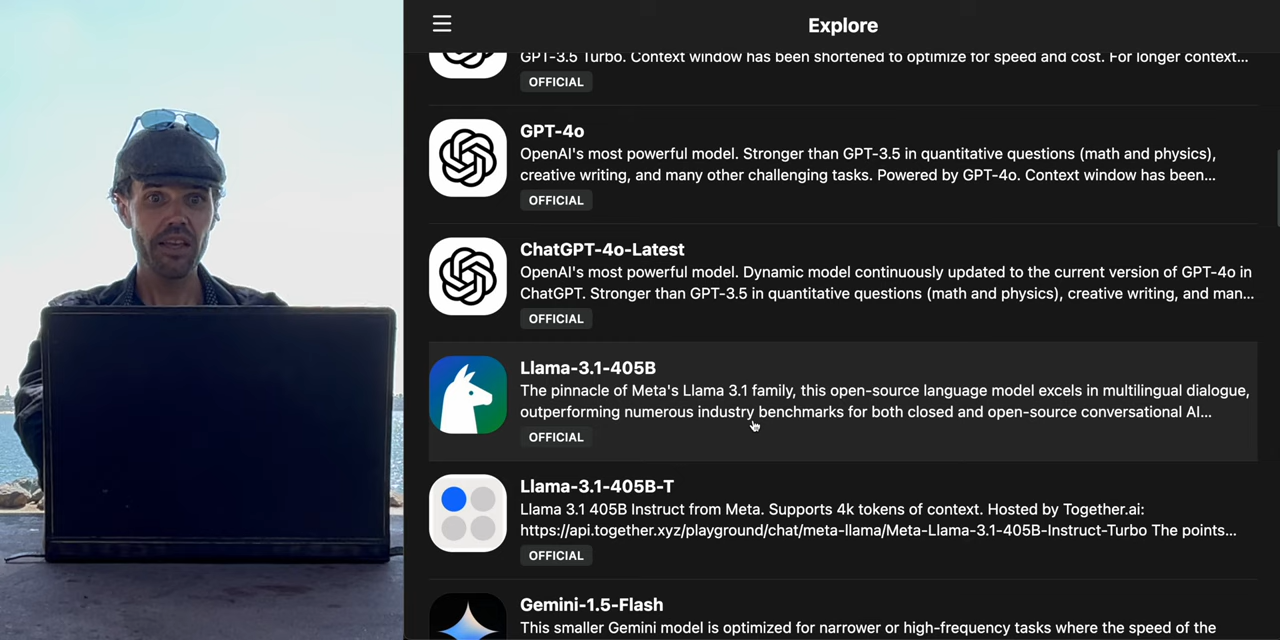 Explore
GPT-3.5 Turbo. Context window has been shortened to optimize for speed and cost. For longer context...
OFFICIAL
GPT-4o
OpenAI's most powerful model. Stronger than GPT-3.5 in quantitative questions (math and physics),
creative writing, and many other challenging tasks. Powered by GPT-4o. Context window has been...
OFFICIAL
ChatGPT-4o-Latest
OpenAI's most powerful model. Dynamic model continuously updated to the current version of GPT-4o in
ChatGPT. Stronger than GPT-3.5 in quantitative questions (math and physics), creative writing, and man...
OFFICIAL
Llama-3.1-405B
The pinnacle of Meta's Llama 3.1 family, this open-source language model excels in multilingual dialogue,
outperforming numerous industry benchmarks for both closed and open-source conversational AI...
OFFICIAL
Llama-3.1-405B-T
Llama 3.1 405B Instruct from Meta. Supports 4k tokens of context. Hosted by Together.ai:
https://api.together.xyz/playground/chat/meta-llama/Meta-Llama-3.1-405B-Instruct-Turbo The points...
OFFICIAL
Gemini-1.5-Flash
This smaller Gemini model is optimized for narrower or high-frequency tasks where the speed of the